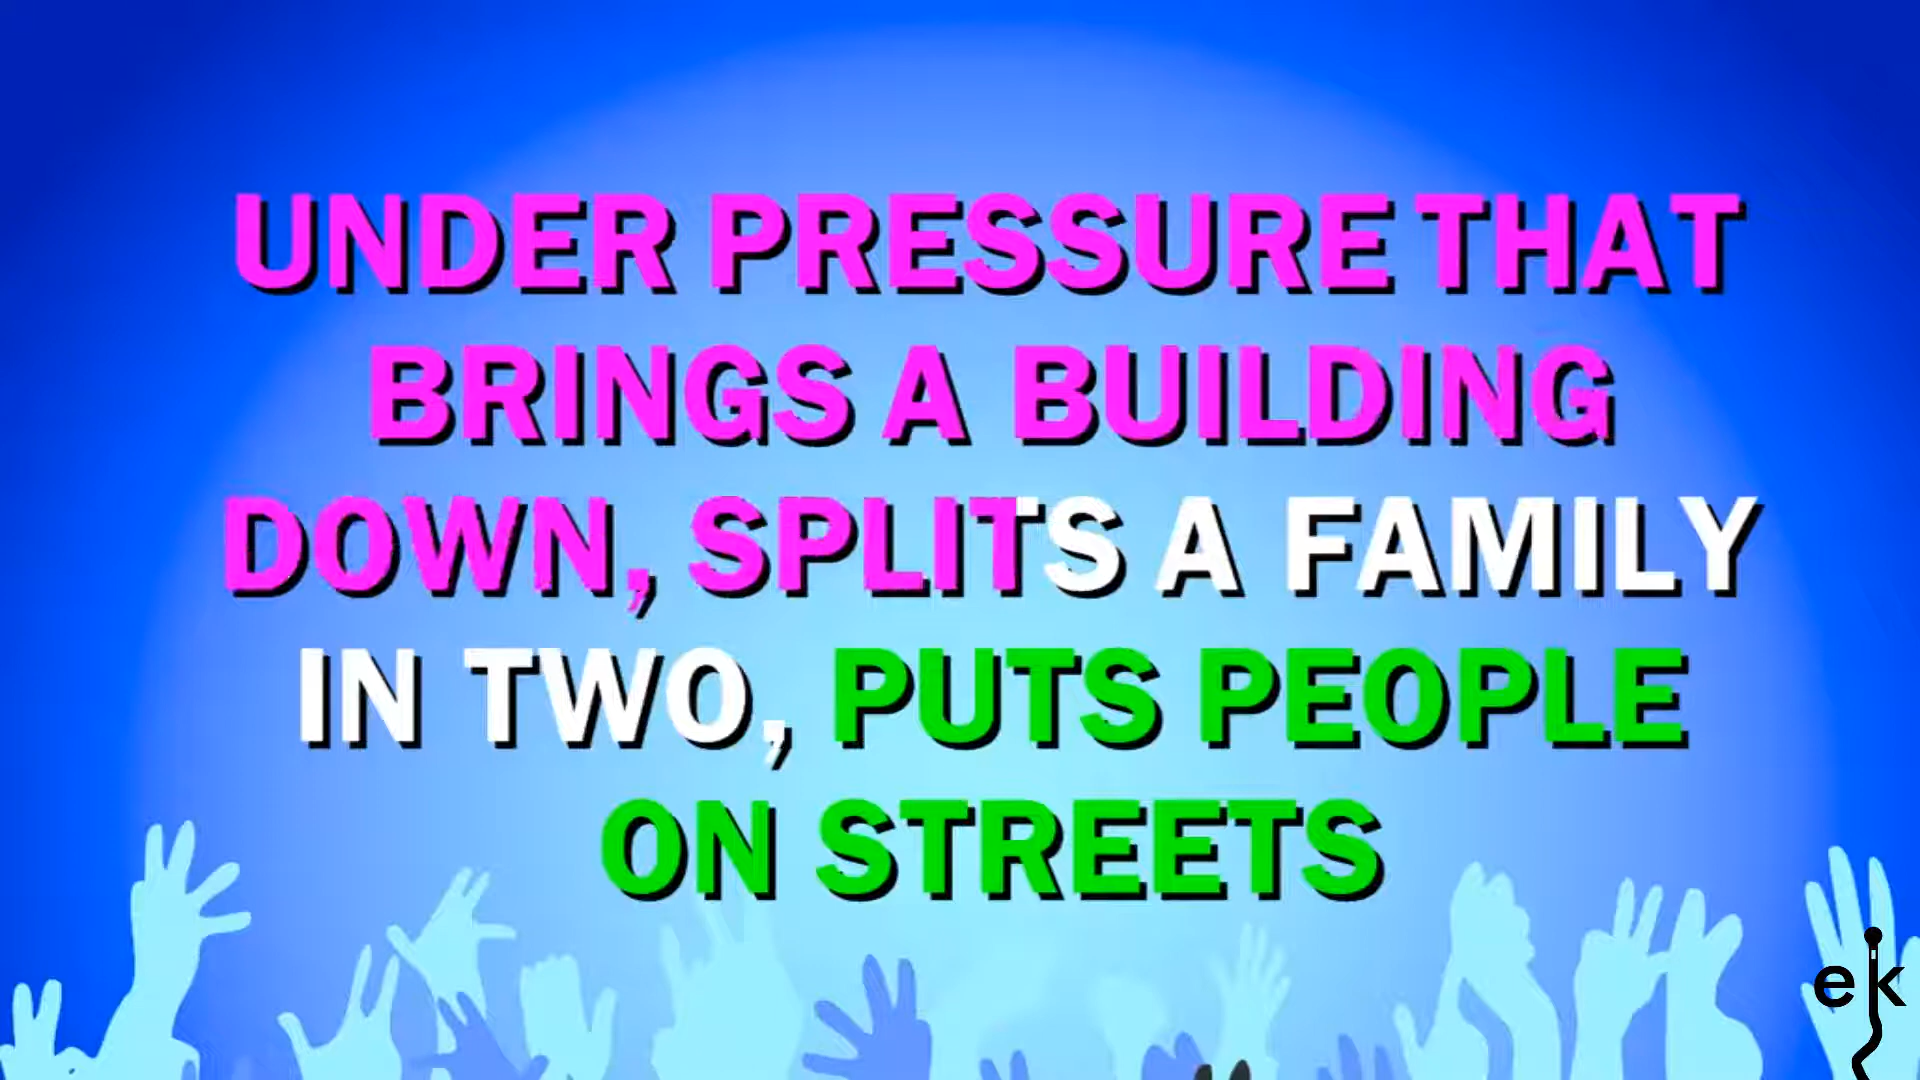 UNDER PRESSURE THAT
BRINGS A BUILDING
DOWN, SPLITS A FAMILY
IN TWO, PUTS PEOPLE
ON STREETS
ek